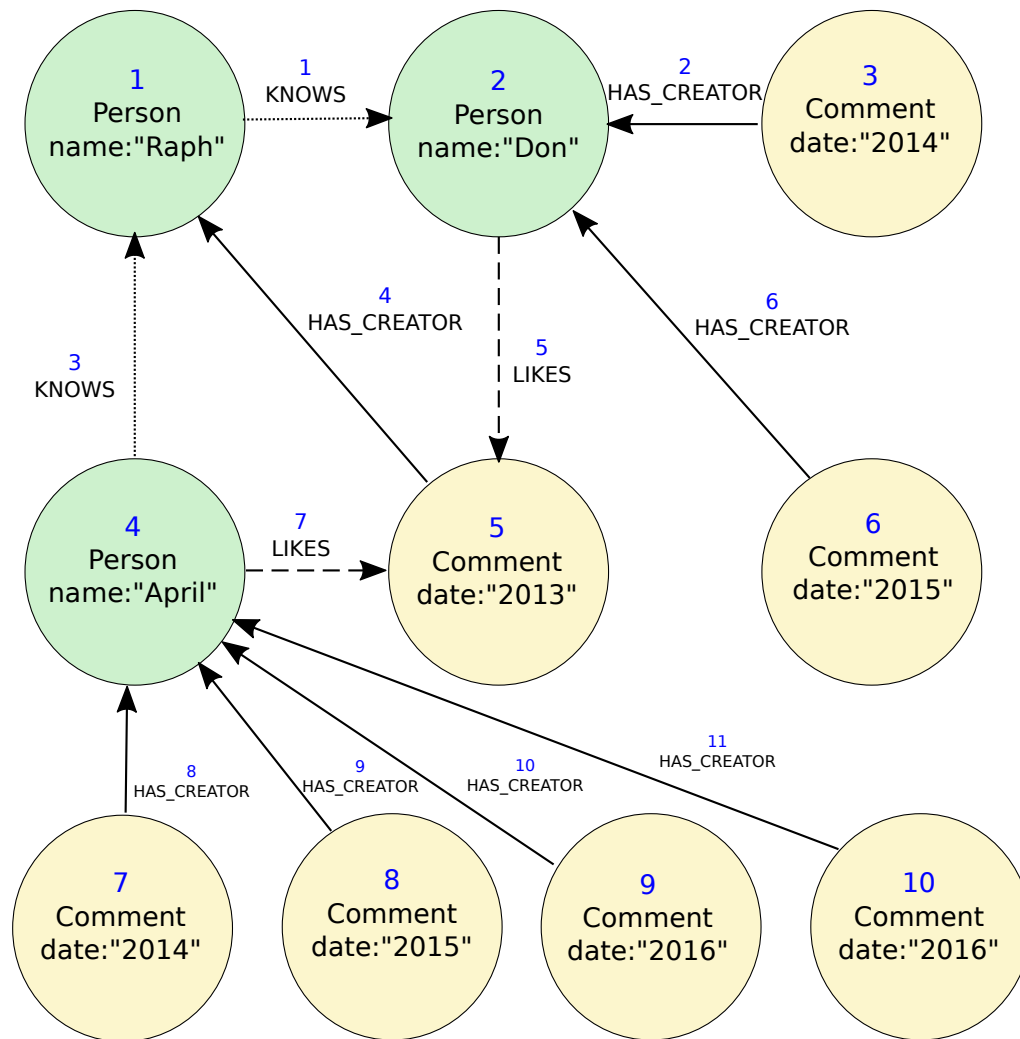 1
Person
name:"Raph"
1
KNOWS
2
Person
name:"Don"
2
HAS_CREATOR
3
Comment
date:"2014"
4
HAS_CREATOR
6
HAS_CREATOR
5
LIKES
3
KNOWS
4
Person
name:"April"
7
LIKES
5
Comment
date:"2013"
6
Comment
date:"2015"
8
HAS_CREATOR
9
HAS_CREATOR
10
HAS_CREATOR
11
HAS_CREATOR
7
Comment
date:"2014"
8
Comment
date:"2015"
9
Comment
date:"2016"
10
Comment
date:"2016"